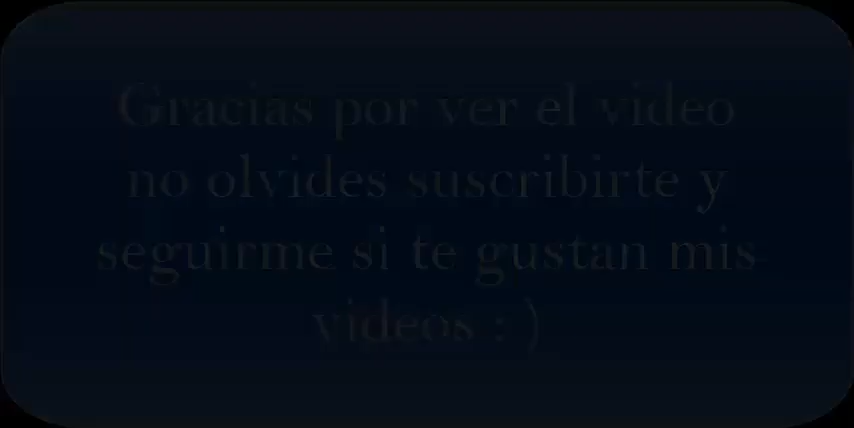 Gracias por ver el video
no olvides suscribirte y
seguirme si te gustan mis
videos : )